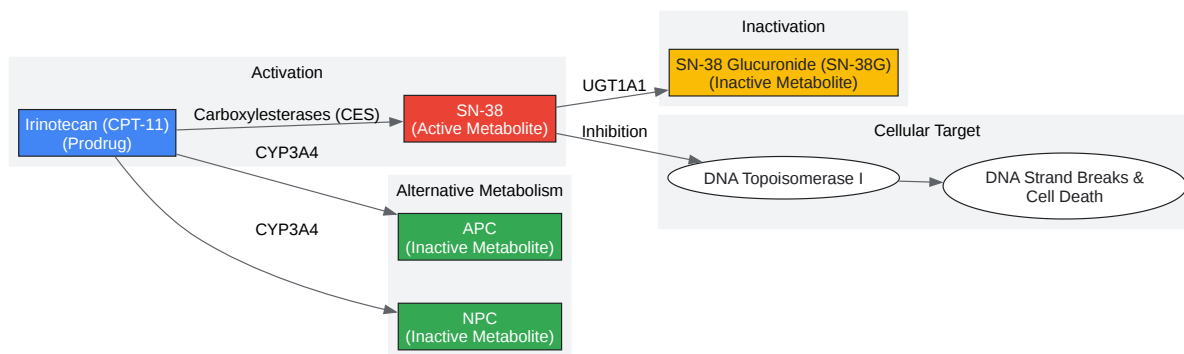 Inactivation
SN-38 Glucuronide (SN-38G)
(Inactive Metabolite)
Activation
UGT1A1
Carboxylesterases (CES)
SN-38
(Active Metabolite)
Irinotecan (CPT-11)
(Prodrug)
Inhibition
Cellular Target
CYP3A4
DNA Topoisomerase I
DNA Strand Breaks &
Cell Death
Alternative Metabolism
APC
(Inactive Metabolite)
CYP3A4
NPC
(Inactive Metabolite)